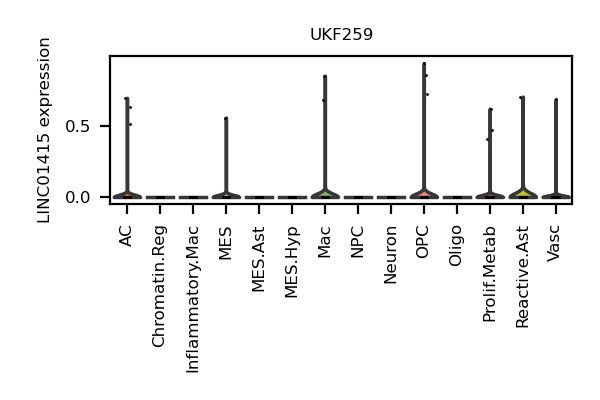 UKF259
LINC01415 expression
0.5
0.0
AC
Chromatin.Reg
Inflammatory.Mac
MES
MES.Ast
MES.Hyp
Mac
NPC
Neuron
OPC
Oligo
Prolif.Metab
Reactive.Ast
Vasc